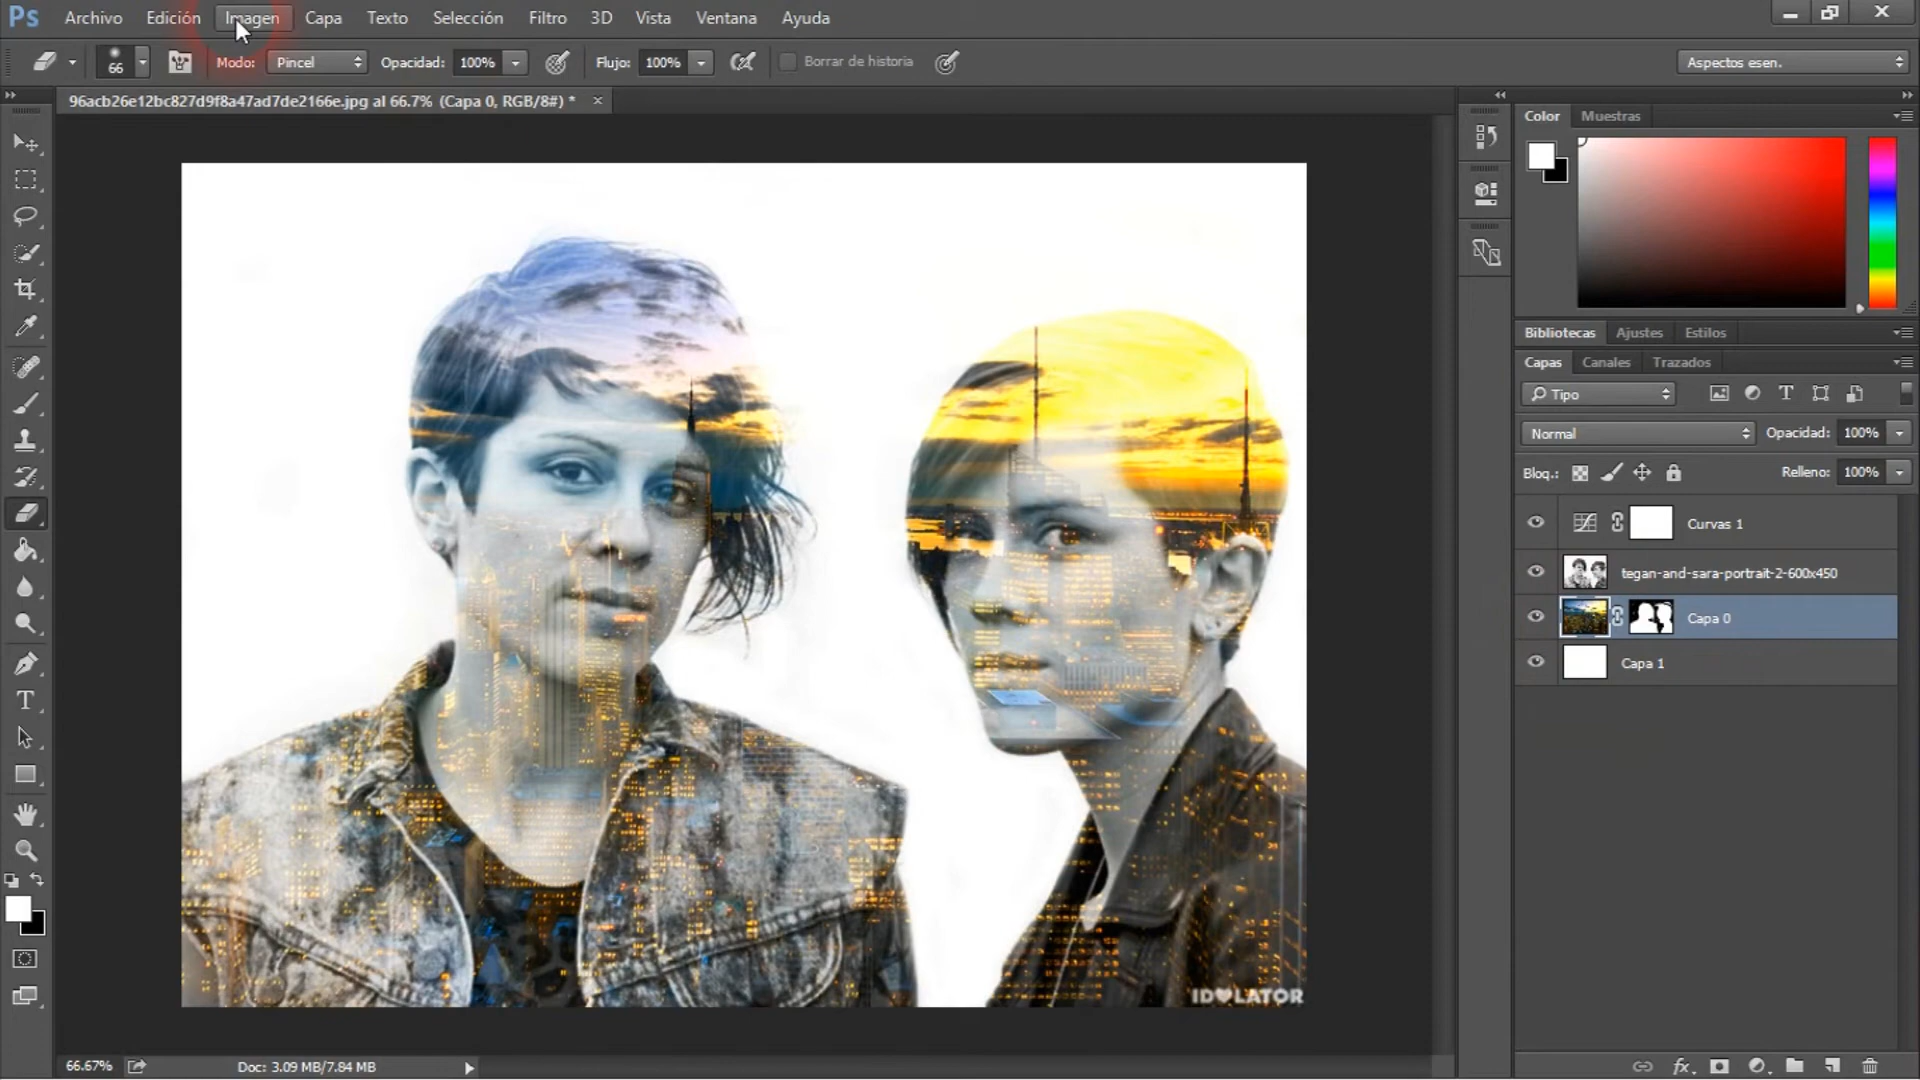 Ps Archivo Edición Imagen Capa Texto Selección Filtro 3D Vista Ventana Ayuda
66 Modo: Pincel Opacidad: 100% Flujo: 100% Borrar de historia Aspectos esen.
96acb26e12bc827d9f8a47ad7de2166e.jpg al 66.7% (Capa 0, RGB/8#) *
Color Muestras
Bibliotecas Ajustes Estilos
Capas Canales Trazados
Tipo
Normal Opacidad: 100%
Bloq.: Relleno: 100%
Curvas 1
tegan-and-sara-portrait-2-600x450
Capa 0
Capa 1
IDOLATOR
66.67% Doc: 3.09 MB/7.84 MB